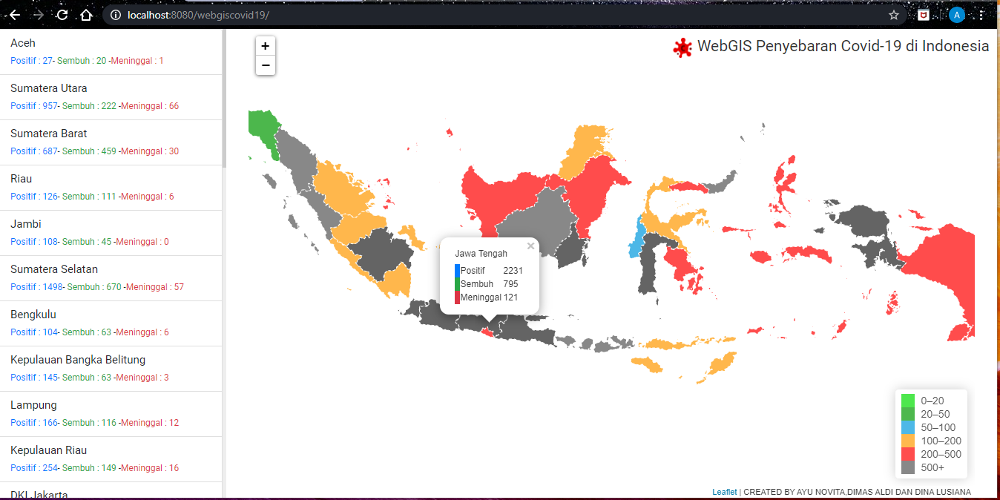 localhost:8080/webgiscovid19/
A
Aceh
Positif : 27- Sembuh : 20 -Meninggal : 1
Sumatera Utara
Positif : 957- Sembuh : 222 -Meninggal : 66
Sumatera Barat
Positif : 687- Sembuh : 459 -Meninggal : 30
Riau
Positif : 126- Sembuh : 111 -Meninggal : 6
Jambi
Positif : 108- Sembuh : 45 -Meninggal : 0
Sumatera Selatan
Positif : 1498- Sembuh : 670 -Meninggal : 57
Bengkulu
Positif : 104- Sembuh : 63 -Meninggal : 6
Kepulauan Bangka Belitung
Positif : 145- Sembuh : 63 -Meninggal : 3
Lampung
Positif : 166- Sembuh : 116 -Meninggal : 12
Kepulauan Riau
Positif : 254- Sembuh : 149 -Meninggal : 16
DKI Jakarta
+
−
WebGIS Penyebaran Covid-19 di Indonesia
×
Jawa Tengah
Positif 2231
Sembuh 795
Meninggal 121
0–20
20–50
50–100
100–200
200–500
500+
Leaflet | CREATED BY AYU NOVITA,DIMAS ALDI DAN DINA LUSIANA